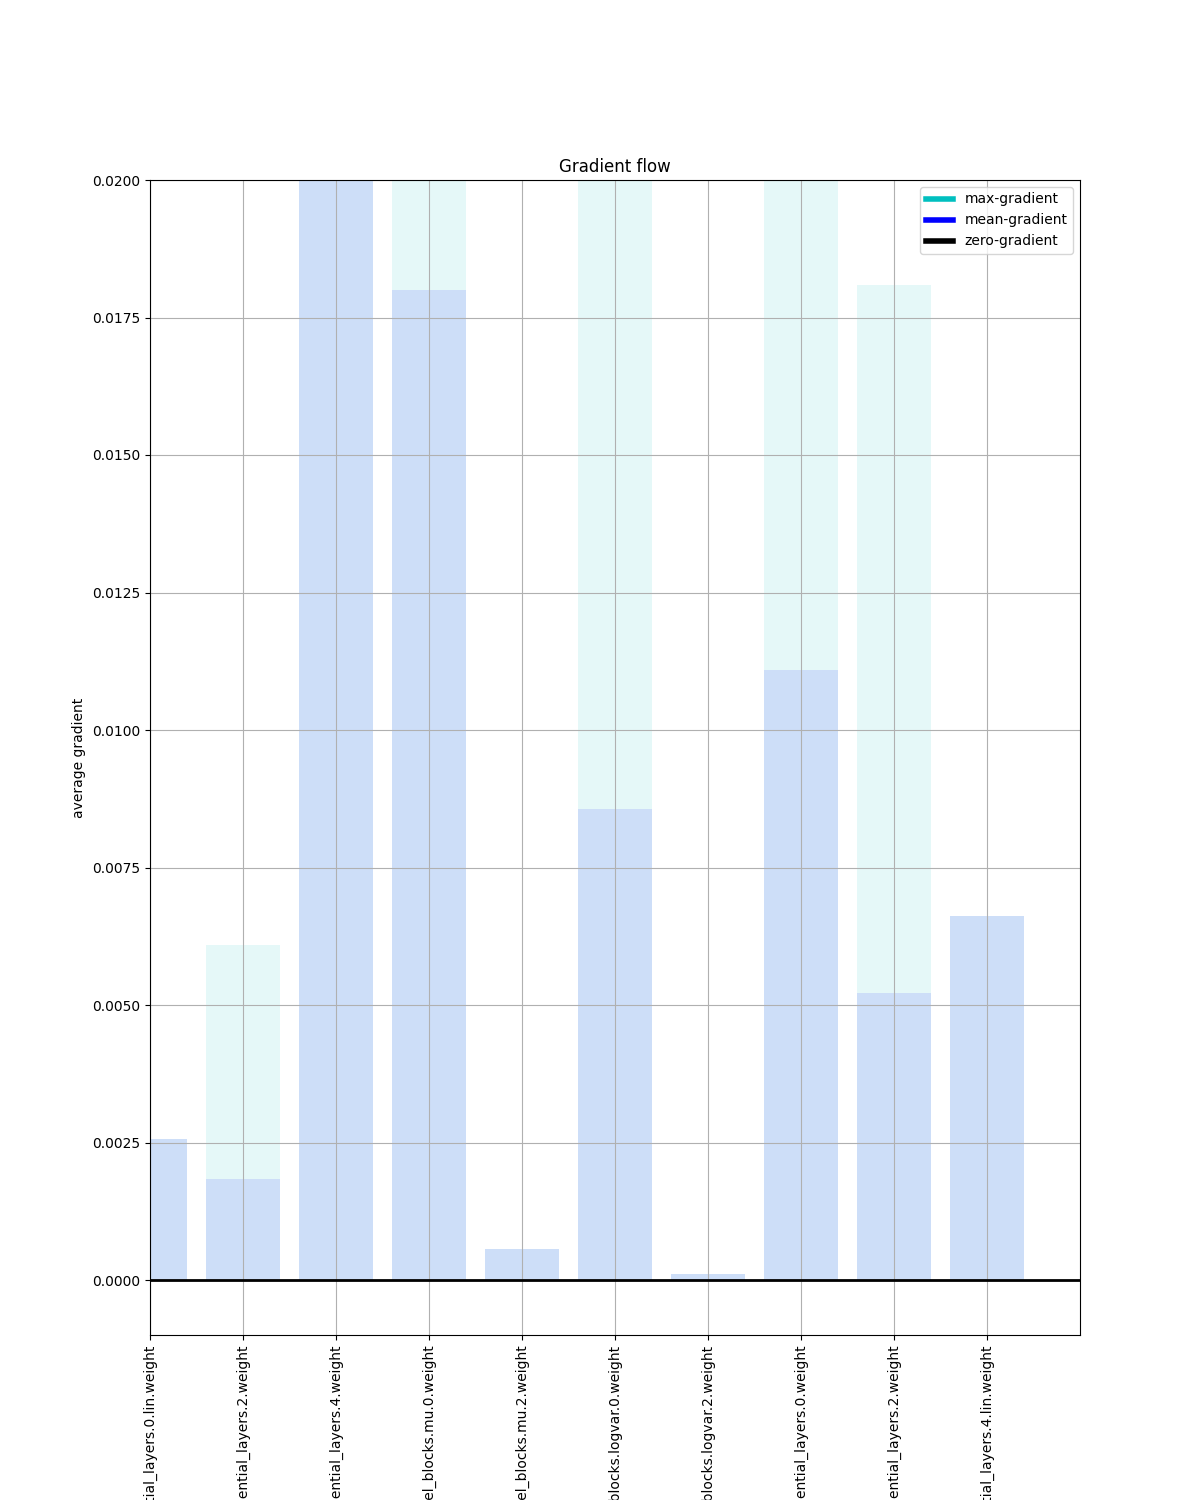 Gradient flow
max-gradient
mean-gradient
zero-gradient
0.0200
0.0175
0.0150
0.0125
0.0100
0.0075
0.0050
0.0025
0.0000
average gradient
tial_layers.0.lin.weight
ential_layers.2.weight
ential_layers.4.weight
el_blocks.mu.0.weight
el_blocks.mu.2.weight
blocks.logvar.0.weight
blocks.logvar.2.weight
ential_layers.0.weight
ential_layers.2.weight
tial_layers.4.lin.weight